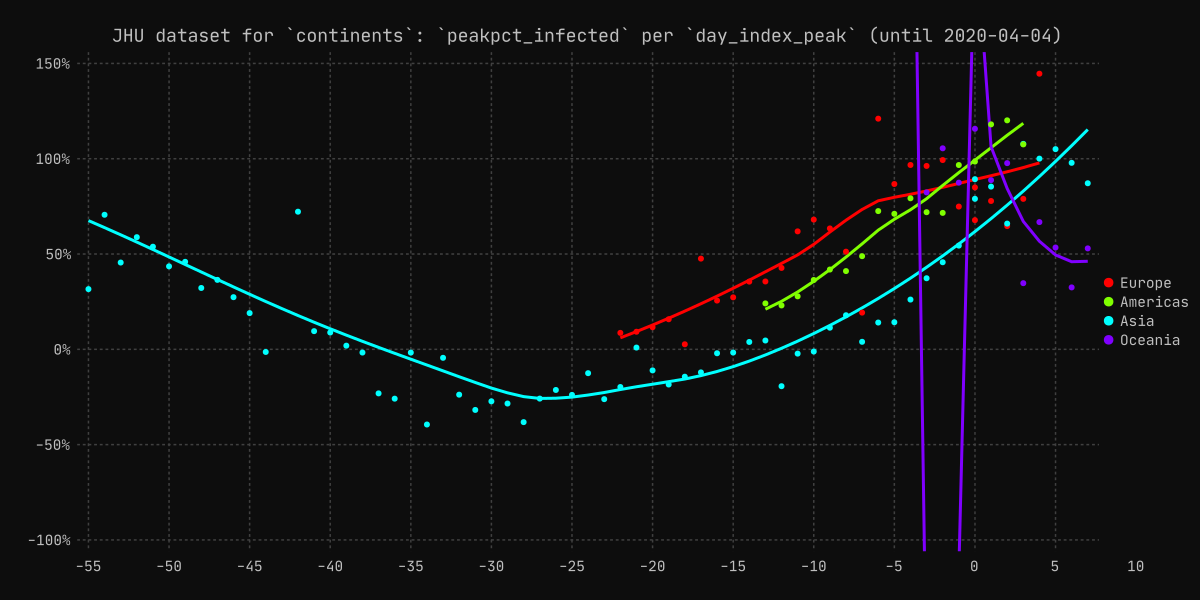 JHU dataset for `continents`: `peakpct_infected` per `day_index_peak` (until 2020-04-04)
150%
100%
50%
0%
-50%
-100%
-55 -50 -45 -40 -35 -30 -25 -20 -15 -10 -5 0 5 10
Europe
Americas
Asia
Oceania